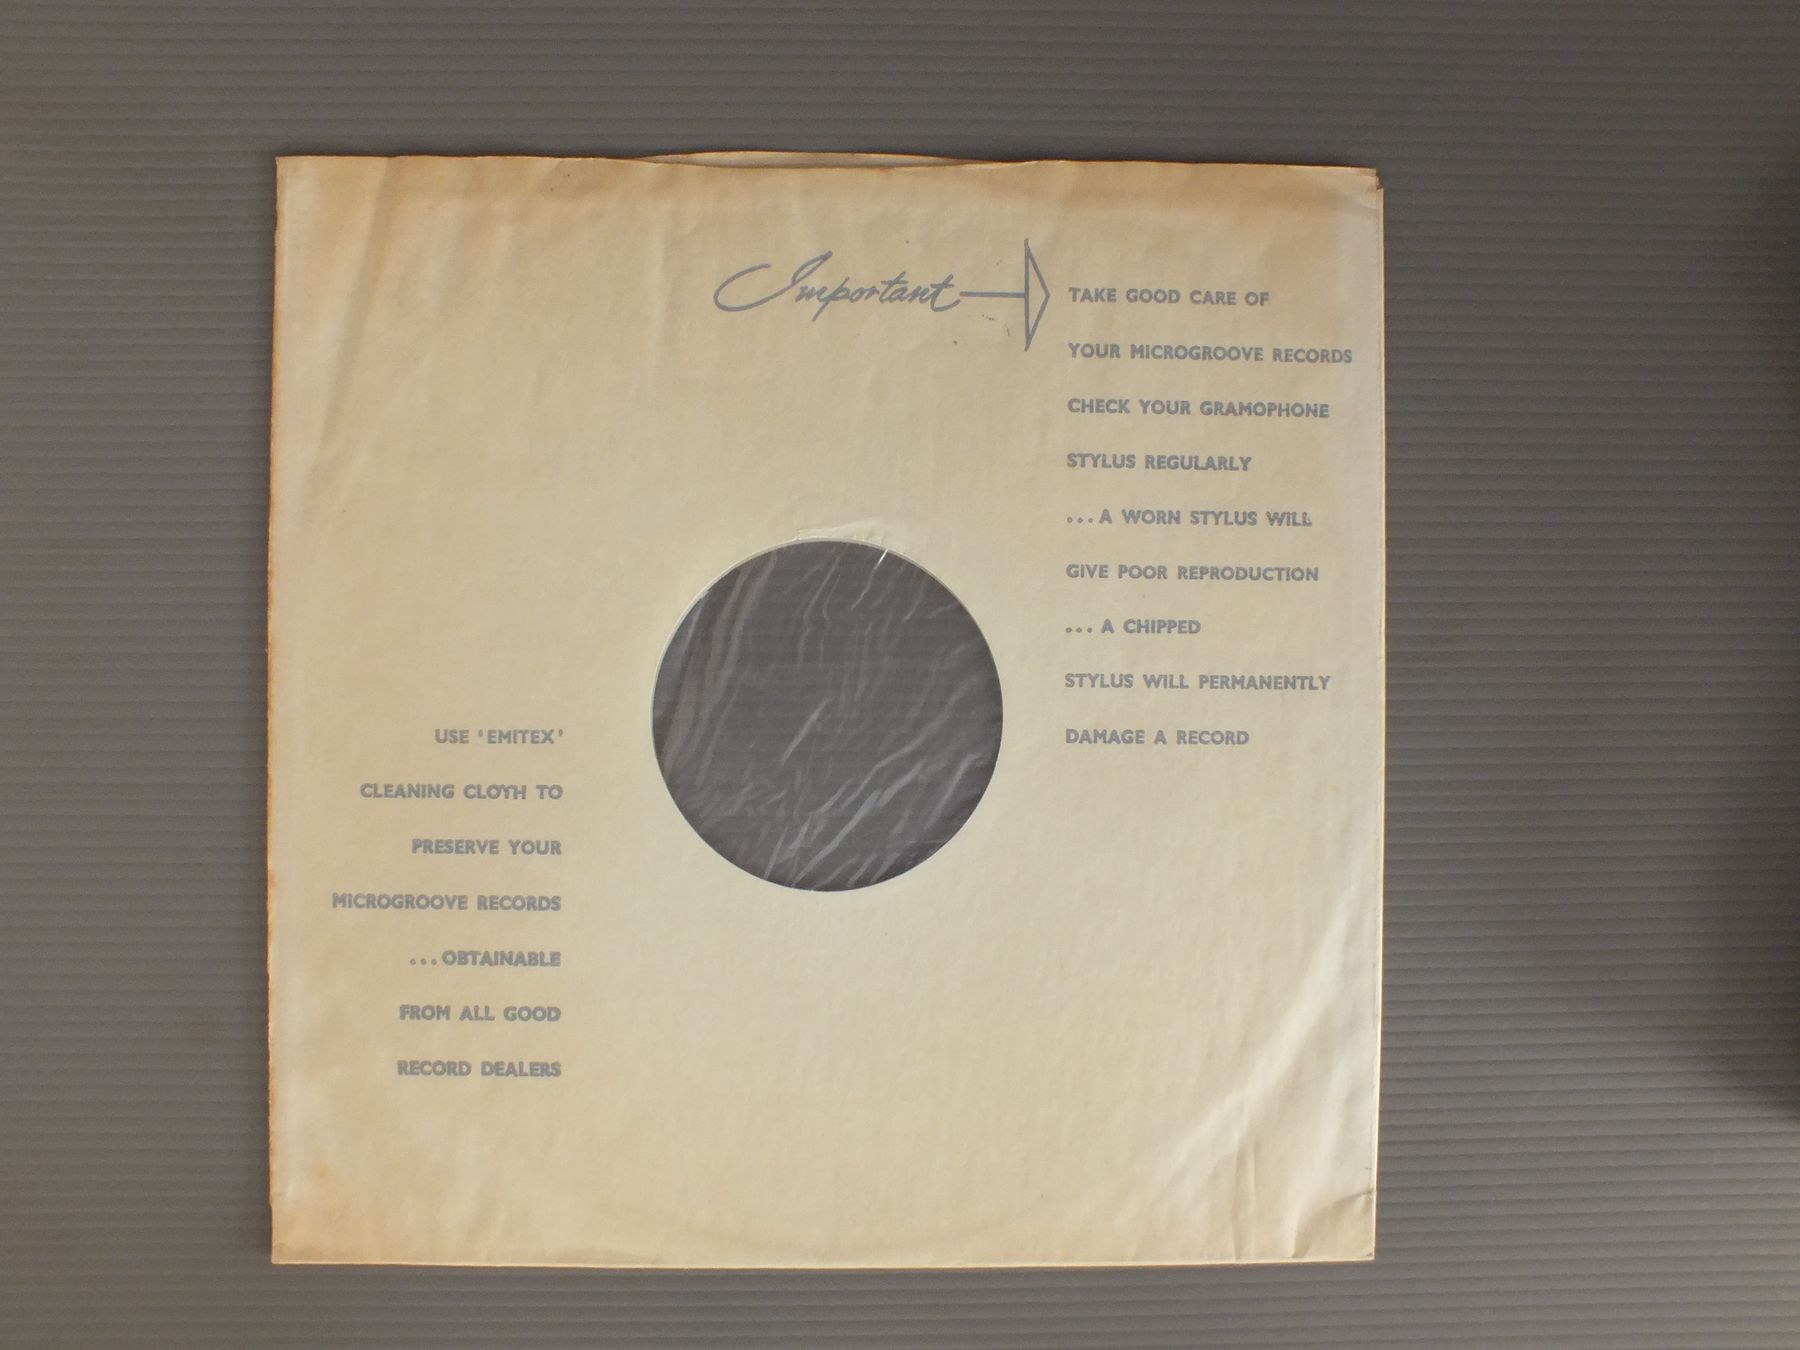 Important
TAKE GOOD CARE OF
YOUR MICROGROOVE RECORDS
CHECK YOUR GRAMOPHONE
STYLUS REGULARLY
...A WORN STYLUS WILL
GIVE POOR REPRODUCTION
...A CHIPPED
STYLUS WILL PERMANENTLY
DAMAGE A RECORD
USE ‘EMITEX’
CLEANING CLOTH TO
PRESERVE YOUR
MICROGROOVE RECORDS
...OBTAINABLE
FROM ALL GOOD
RECORD DEALERS